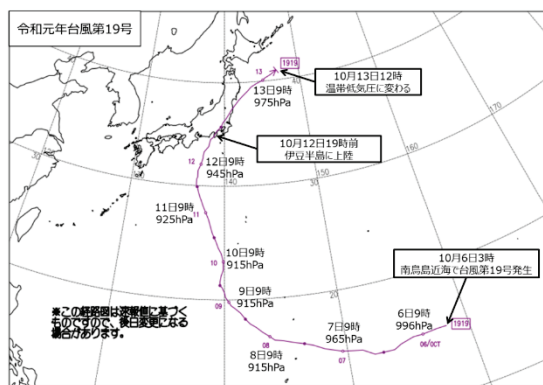 令和元年台風第19号
1919
10月13日12時
温帯低気圧に変わる
13
40
13日9時
975hPa
170
10月12日19時前
伊豆半島に上陸
30
160
12
12日9時
945hPa
140
150
11日9時
925hPa
11
10月6日3時
南鳥島近海で台風第19号発生
10日9時
915hPa
10
9日9時
915hPa
09
20
※この経路図は速報値に基づく
ものですので、後日変更になる
場合があります。
6日9時
996hPa
1919
7日9時
965hPa
06/OCT
08
07
8日9時
915hPa